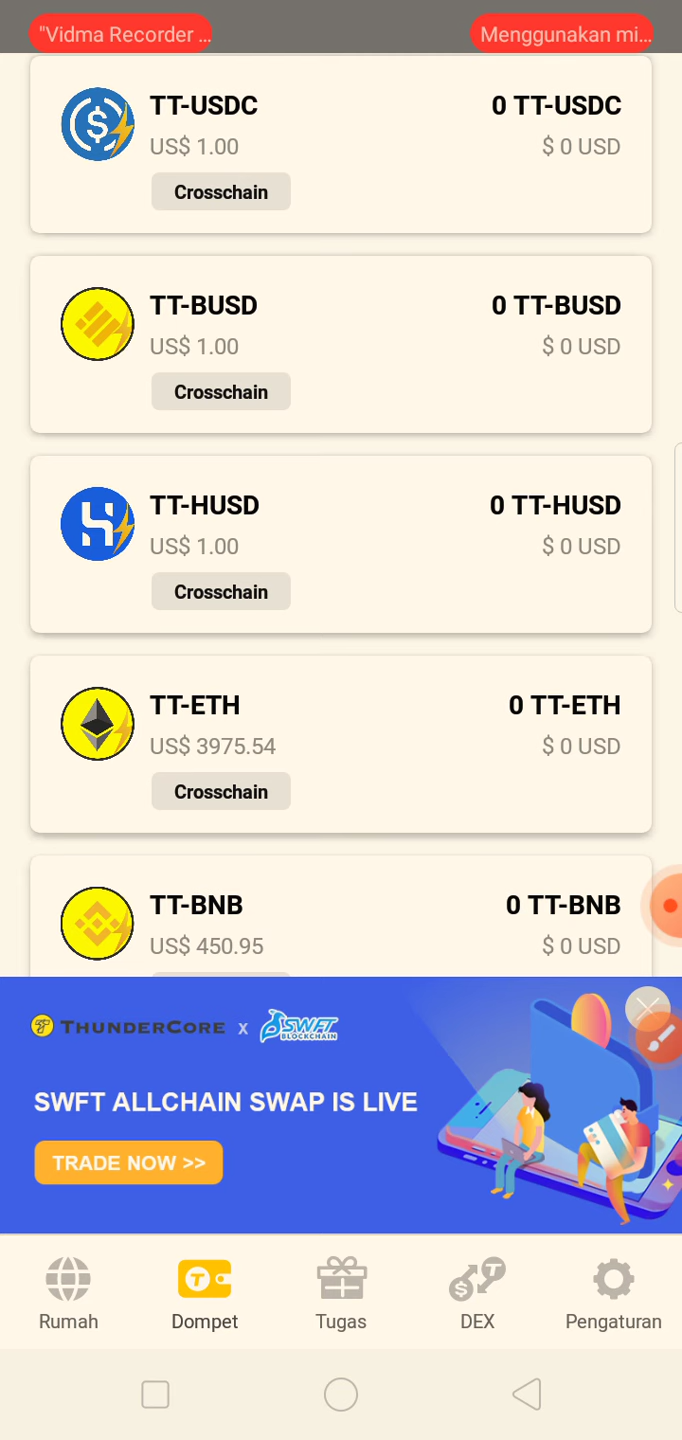 "Vidma Recorder ...
Menggunakan mi...
TT-USDC
0 TT-USDC
US$ 1.00
$ 0 USD
Crosschain
TT-BUSD
0 TT-BUSD
US$ 1.00
$ 0 USD
Crosschain
TT-HUSD
0 TT-HUSD
US$ 1.00
$ 0 USD
Crosschain
TT-ETH
0 TT-ETH
US$ 3975.54
$ 0 USD
Crosschain
TT-BNB
0 TT-BNB
US$ 450.95
$ 0 USD
THUNDERCORE x SWFT BLOCKCHAIN
SWFT ALLCHAIN SWAP IS LIVE
TRADE NOW >>
Rumah
Dompet
Tugas
DEX
Pengaturan